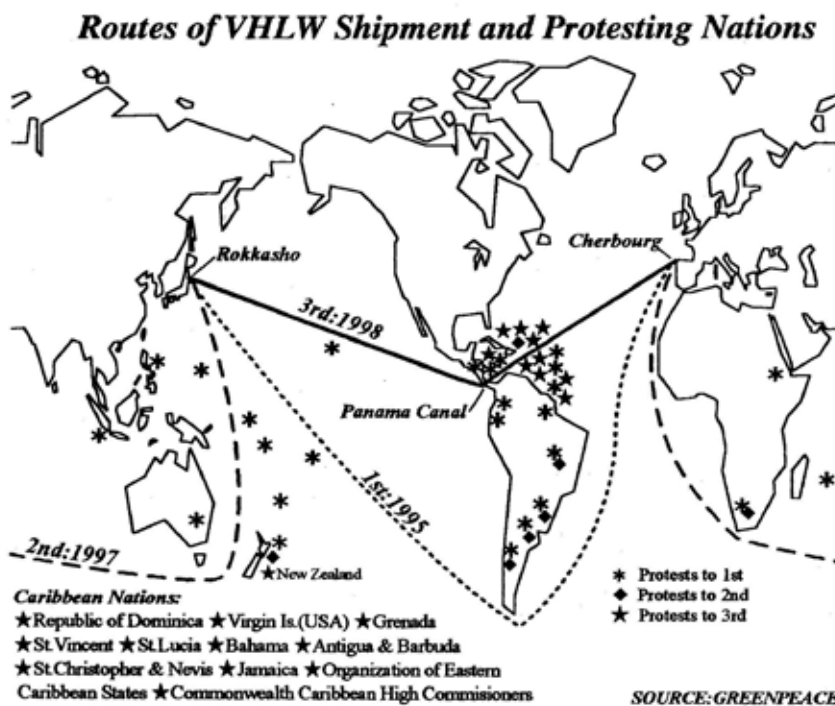 Routes of VHLW Shipment and Protesting Nations
Cherbourg
Rokkasho
3rd:1998
Panama Canal
1st:1995
2nd:1997
★New Zealand
✶ Protests to 1st
◆ Protests to 2nd
★ Protests to 3rd
Caribbean Nations:
★Republic of Dominica ★Virgin Is.(USA) ★Grenada
★St.Vincent ★St.Lucia ★Bahama ★Antigua & Barbuda
★St.Christopher & Nevis ★Jamaica ★Organization of Eastern
Caribbean States ★Commonwealth Caribbean High Commisioners
SOURCE:GREENPEACE